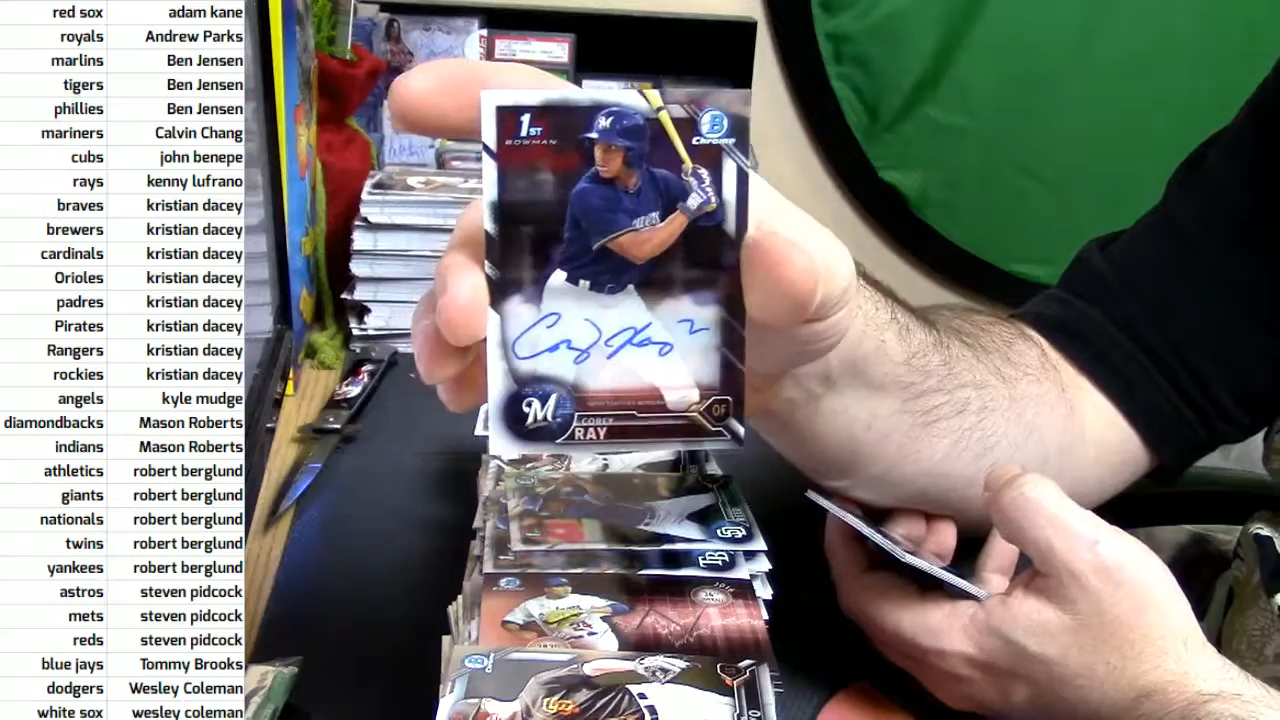 red sox adam kane
royals Andrew Parks
marlins Ben Jensen
tigers Ben Jensen
phillies Ben Jensen
mariners Calvin Chang
cubs john benepe
rays kenny lufrano
braves kristian dacey
brewers kristian dacey
cardinals kristian dacey
Orioles kristian dacey
padres kristian dacey
Pirates kristian dacey
Rangers kristian dacey
rockies kristian dacey
angels kyle mudge
diamondbacks Mason Roberts
indians Mason Roberts
athletics robert berglund
giants robert berglund
nationals robert berglund
twins robert berglund
yankees robert berglund
astros steven pidcock
mets steven pidcock
reds steven pidcock
blue jays Tommy Brooks
dodgers Wesley Coleman
white sox wesley coleman
1ST
BOWMAN
B
Chrome
M
Corey Ray 2
M
COREY
RAY
OF
SD
TB
B